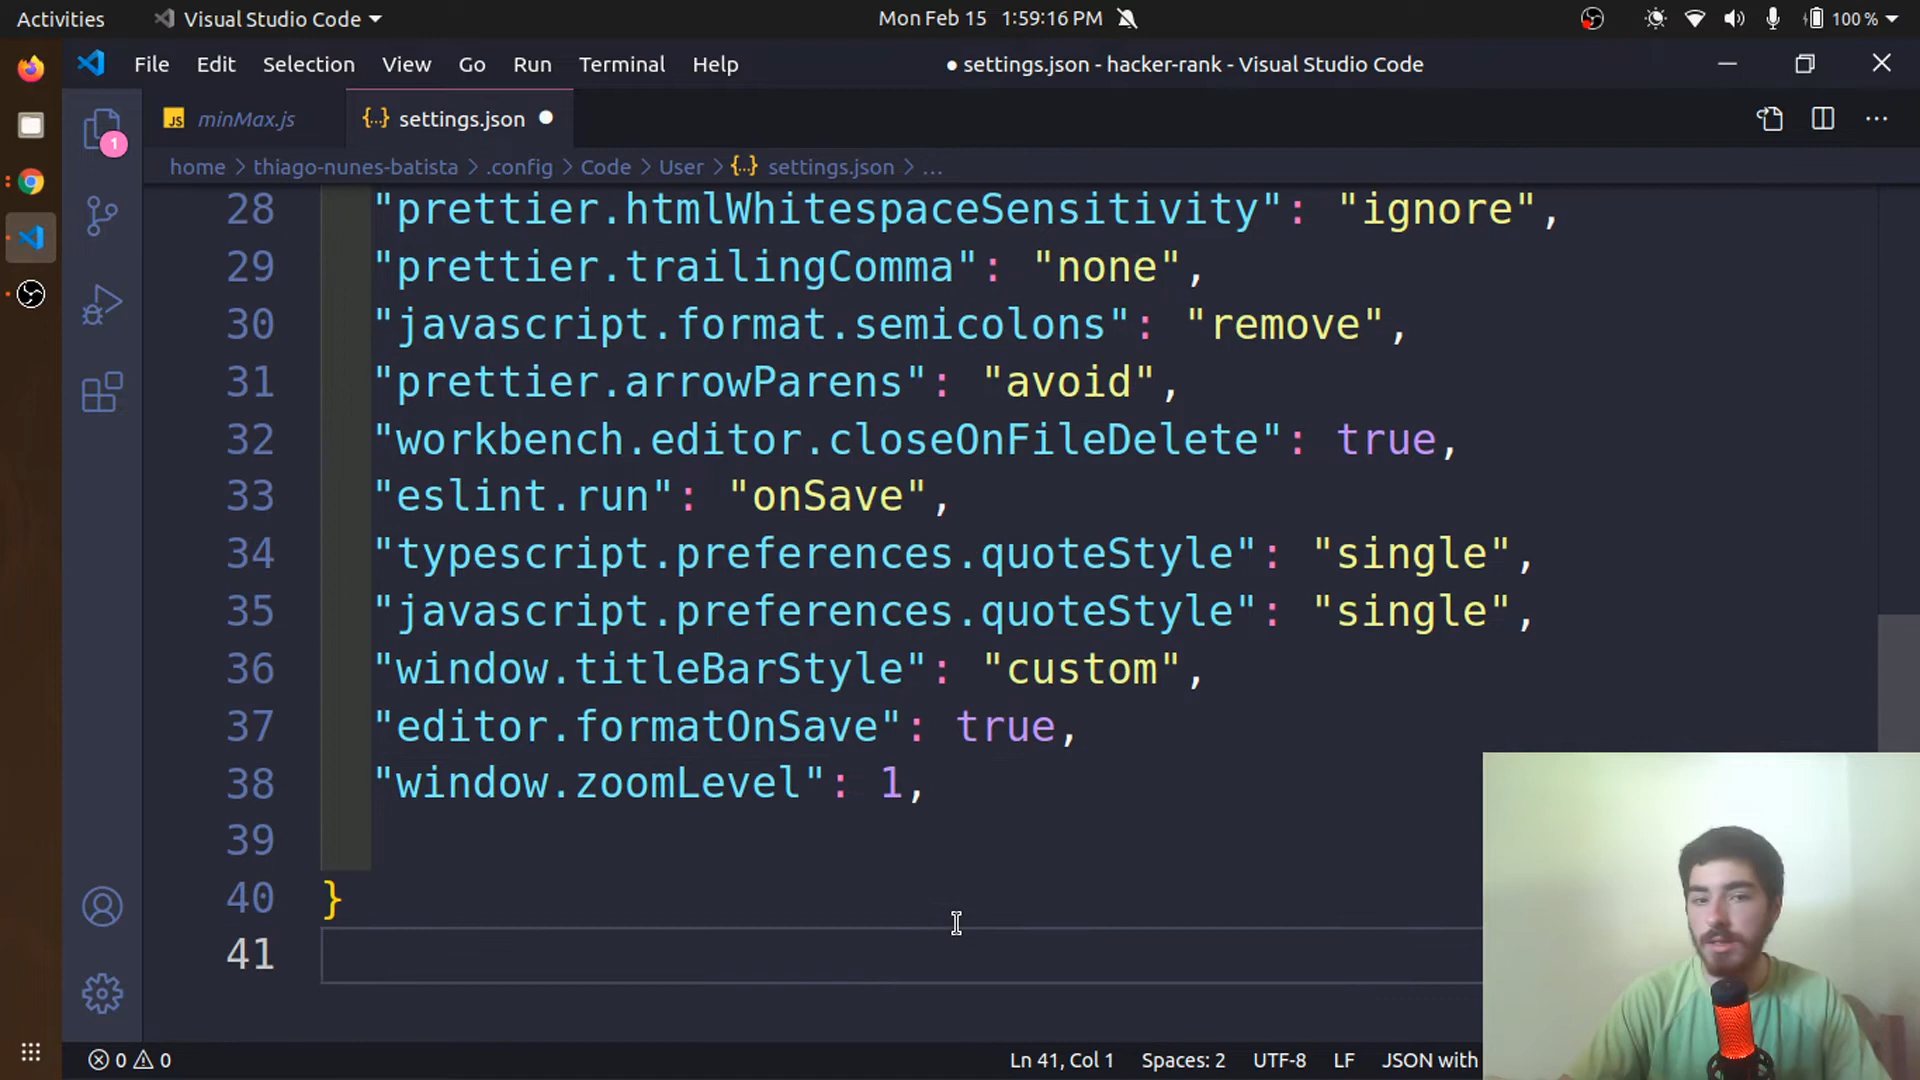 Activities Visual Studio Code Mon Feb 15 1:59:16 PM 100 %
File Edit Selection View Go Run Terminal Help ● settings.json - hacker-rank - Visual Studio Code
JS minMax.js {..} settings.json
1
home > thiago-nunes-batista > .config > Code > User > {..} settings.json > ...
28 "prettier.htmlWhitespaceSensitivity": "ignore",
29 "prettier.trailingComma": "none",
30 "javascript.format.semicolons": "remove",
31 "prettier.arrowParens": "avoid",
32 "workbench.editor.closeOnFileDelete": true,
33 "eslint.run": "onSave",
34 "typescript.preferences.quoteStyle": "single",
35 "javascript.preferences.quoteStyle": "single",
36 "window.titleBarStyle": "custom",
37 "editor.formatOnSave": true,
38 "window.zoomLevel": 1,
39
40 }
41
0 0 Ln 41, Col 1 Spaces: 2 UTF-8 LF JSON with